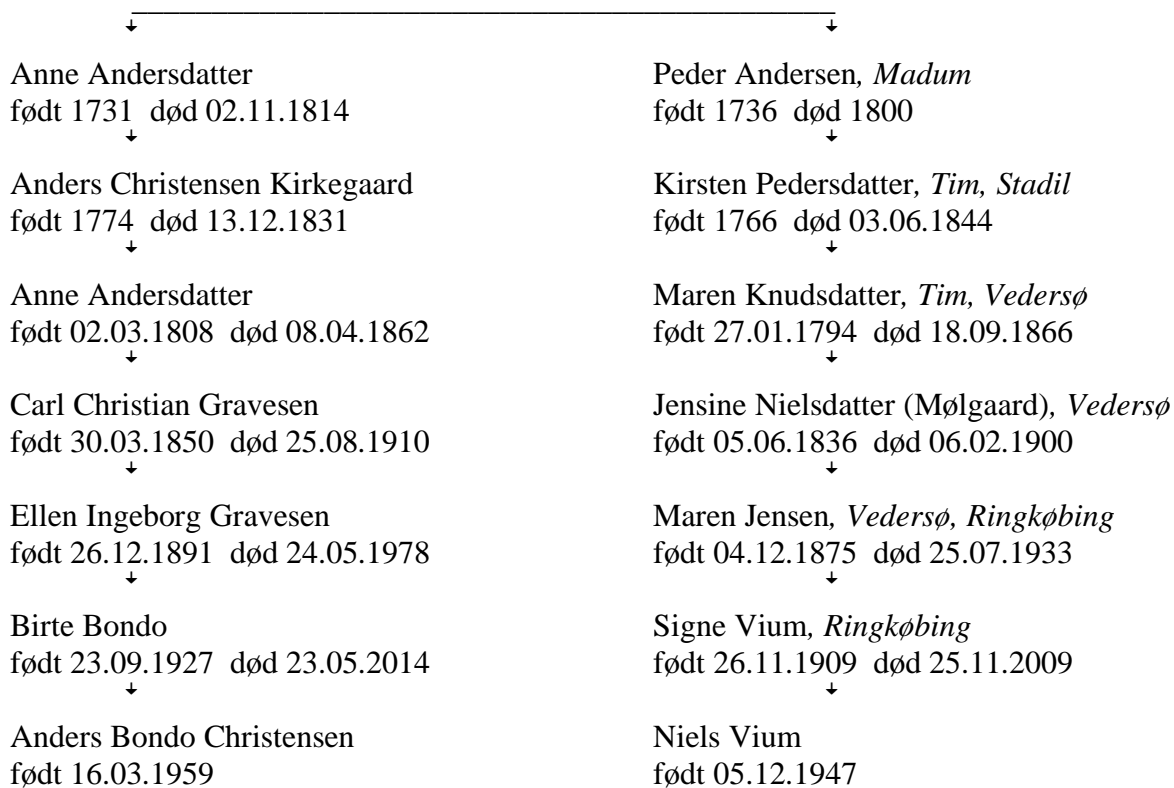 Anne Andersdatter
født 1731 død 02.11.1814
Anders Christensen Kirkegaard
født 1774 død 13.12.1831
Anne Andersdatter
født 02.03.1808 død 08.04.1862
Carl Christian Gravesen
født 30.03.1850 død 25.08.1910
Ellen Ingeborg Gravesen
født 26.12.1891 død 24.05.1978
Birte Bondo
født 23.09.1927 død 23.05.2014
Anders Bondo Christensen
født 16.03.1959
Peder Andersen, Madum
født 1736 død 1800
Kirsten Pedersdatter, Tim, Stadil
født 1766 død 03.06.1844
Maren Knudsdatter, Tim, Vedersø
født 27.01.1794 død 18.09.1866
Jensine Nielsdatter (Mølgaard), Vedersø
født 05.06.1836 død 06.02.1900
Maren Jensen, Vedersø, Ringkøbing
født 04.12.1875 død 25.07.1933
Signe Vium, Ringkøbing
født 26.11.1909 død 25.11.2009
Niels Vium
født 05.12.1947